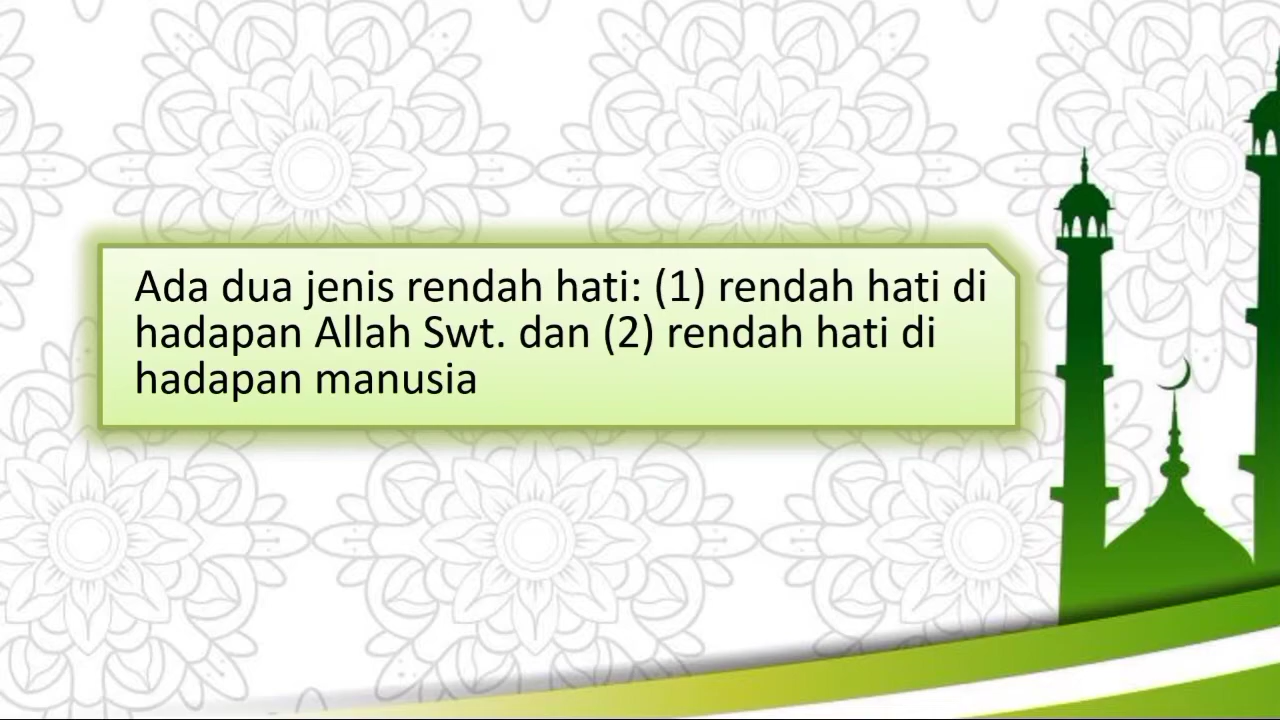 Ada dua jenis rendah hati: (1) rendah hati di
hadapan Allah Swt. dan (2) rendah hati di
hadapan manusia